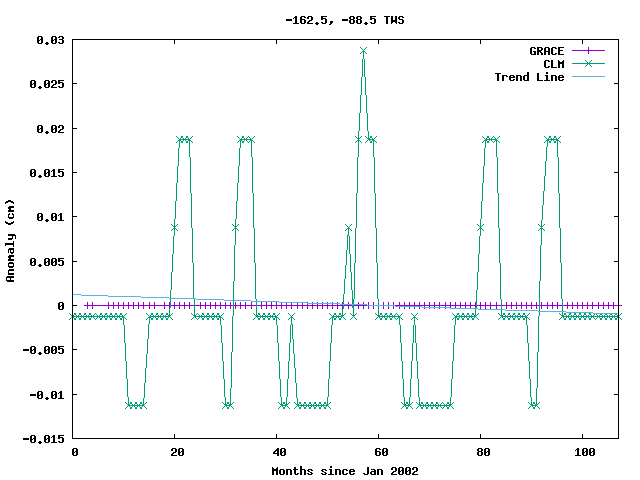 -162.5, -88.5 TWS
GRACE
CLM
Trend Line
0.03
0.025
0.02
0.015
0.01
0.005
0
-0.005
-0.01
-0.015
Anomaly (cm)
0 20 40 60 80 100
Months since Jan 2002